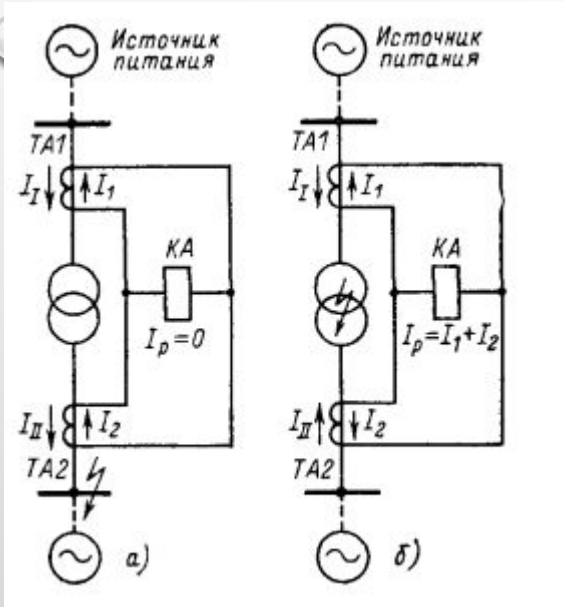 Источник
питания
TA1
I_I
I_1
KA
I_p=0
I_II
I_2
TA2
а)
Источник
питания
TA1
I_I
I_1
KA
I_p=I_1+I_2
I_II
I_2
TA2
б)